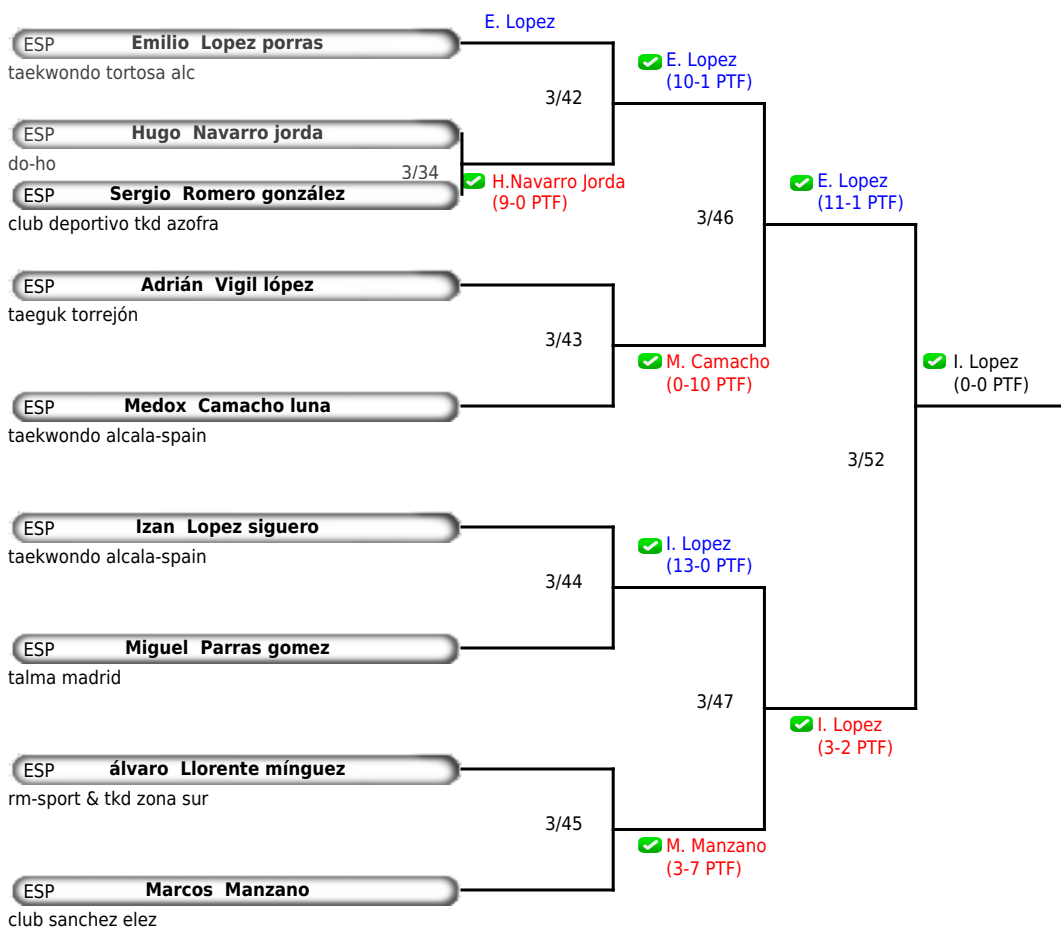 E. Lopez
ESP Emilio Lopez porras
taekwondo tortosa alc
E. Lopez
(10-1 PTF)
3/42
ESP Hugo Navarro jorda
do-ho
3/34
H.Navarro Jorda
(9-0 PTF)
ESP Sergio Romero gonzález
club deportivo tkd azofra
E. Lopez
(11-1 PTF)
3/46
ESP Adrián Vigil lópez
taeguk torrejón
3/43
M. Camacho
(0-10 PTF)
I. Lopez
(0-0 PTF)
ESP Medox Camacho luna
taekwondo alcala-spain
3/52
ESP Izan Lopez siguero
taekwondo alcala-spain
I. Lopez
(13-0 PTF)
3/44
ESP Miguel Parras gomez
talma madrid
3/47
I. Lopez
(3-2 PTF)
ESP álvaro Llorente mínguez
rm-sport & tkd zona sur
3/45
M. Manzano
(3-7 PTF)
ESP Marcos Manzano
club sanchez elez